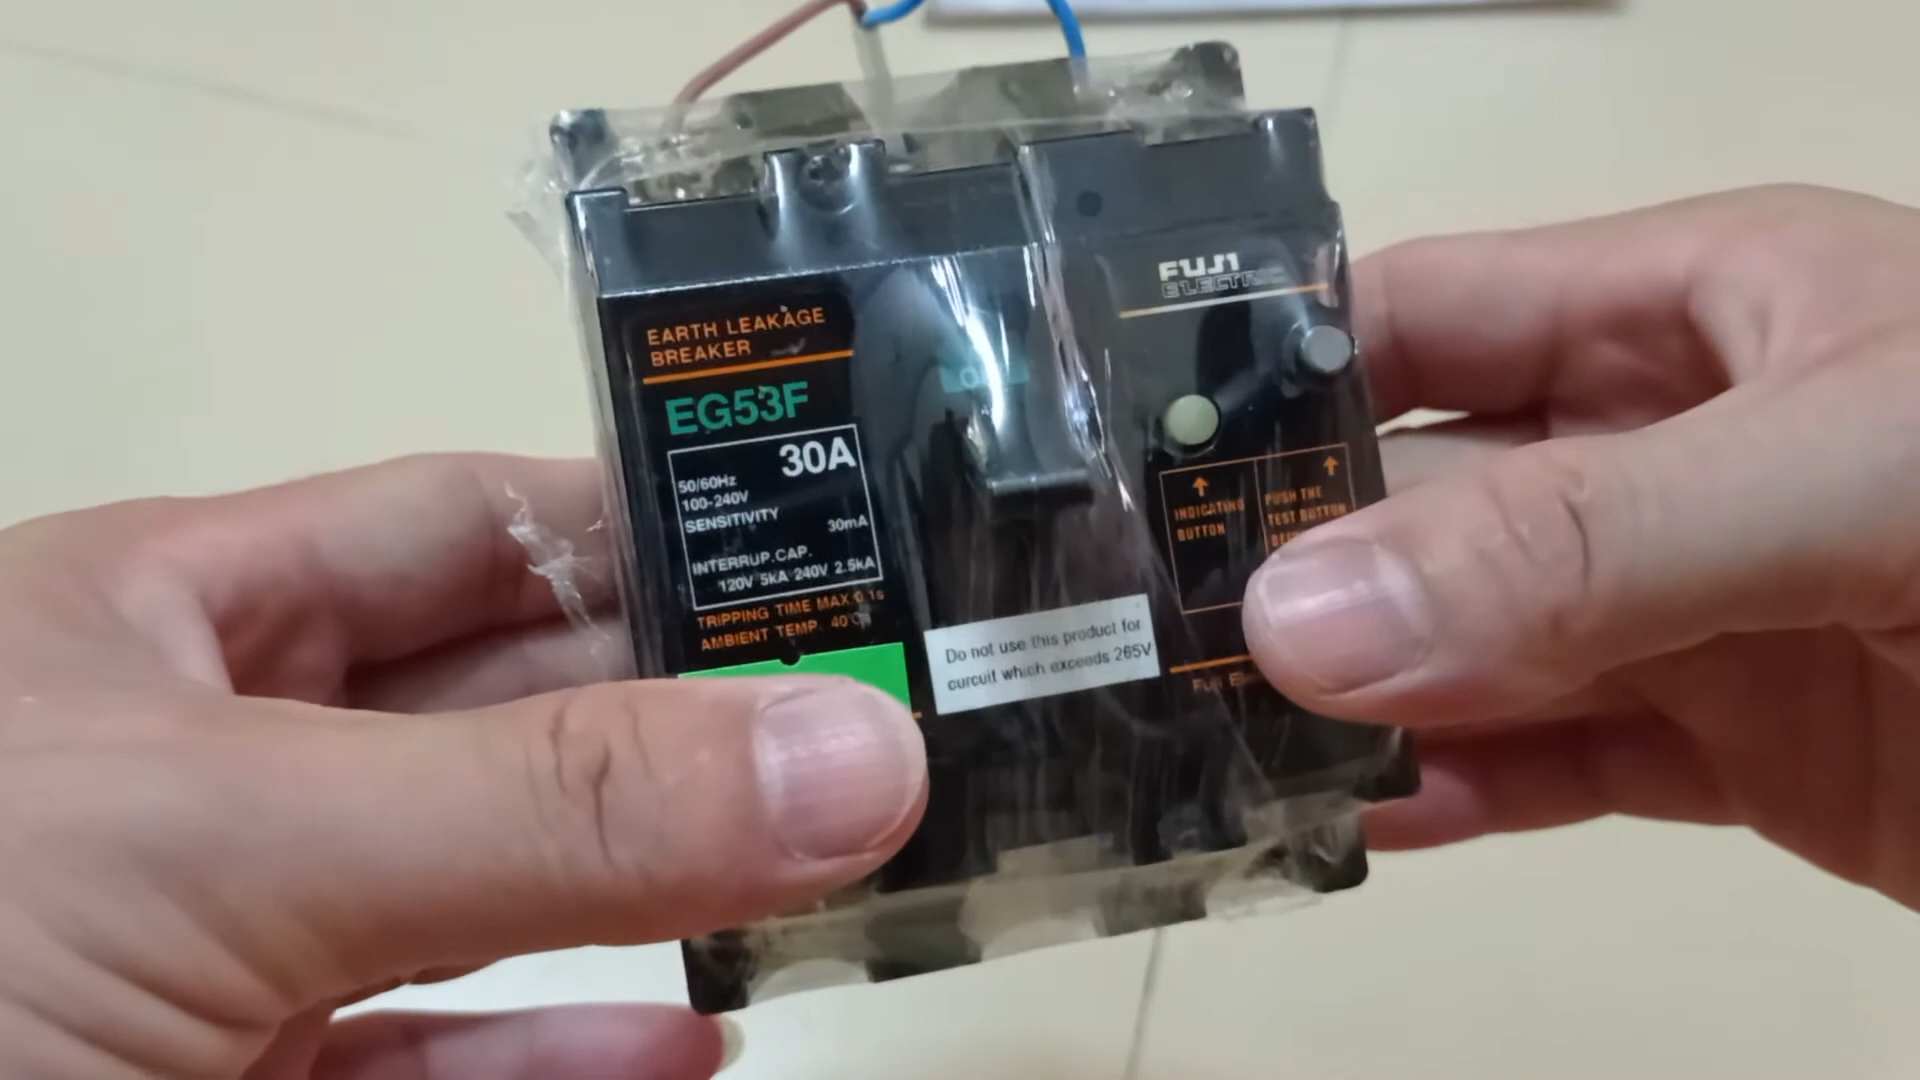 EARTH LEAKAGE
BREAKER
EG53F
30A
50/60Hz
100-240V
SENSITIVITY
30mA
INTERRUP.CAP.
120V 5kA 240V 2.5kA
TRIPPING TIME MAX 0.1s
AMBIENT TEMP. 40°C
Do not use this product for
curcuit which exceeds 265V
FUJI
ELECTRIC
INDICATING
BUTTON
PUSH THE
TEST BUTTON